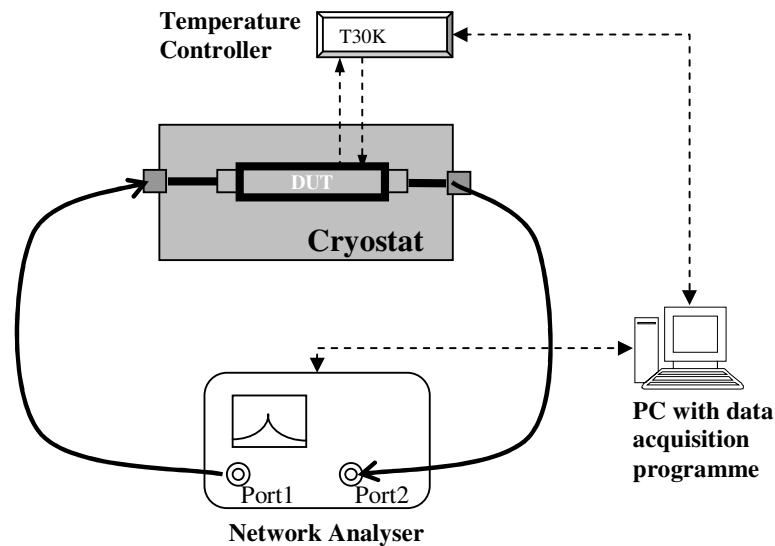 Temperature
Controller
T30K
DUT
Cryostat
Port1
Port2
Network Analyser
PC with data
acquisition
programme